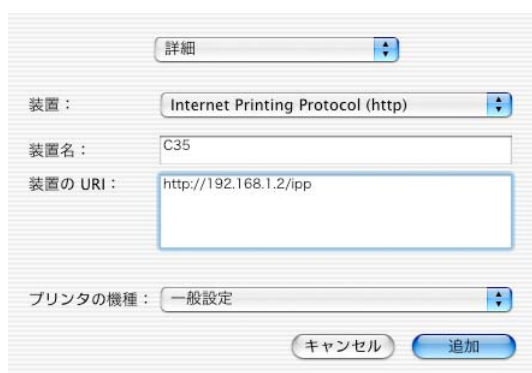 詳細
装置： Internet Printing Protocol (http)
装置名： C35
装置の URI： http://192.168.1.2/ipp
プリンタの機種： 一般設定
キャンセル 追加